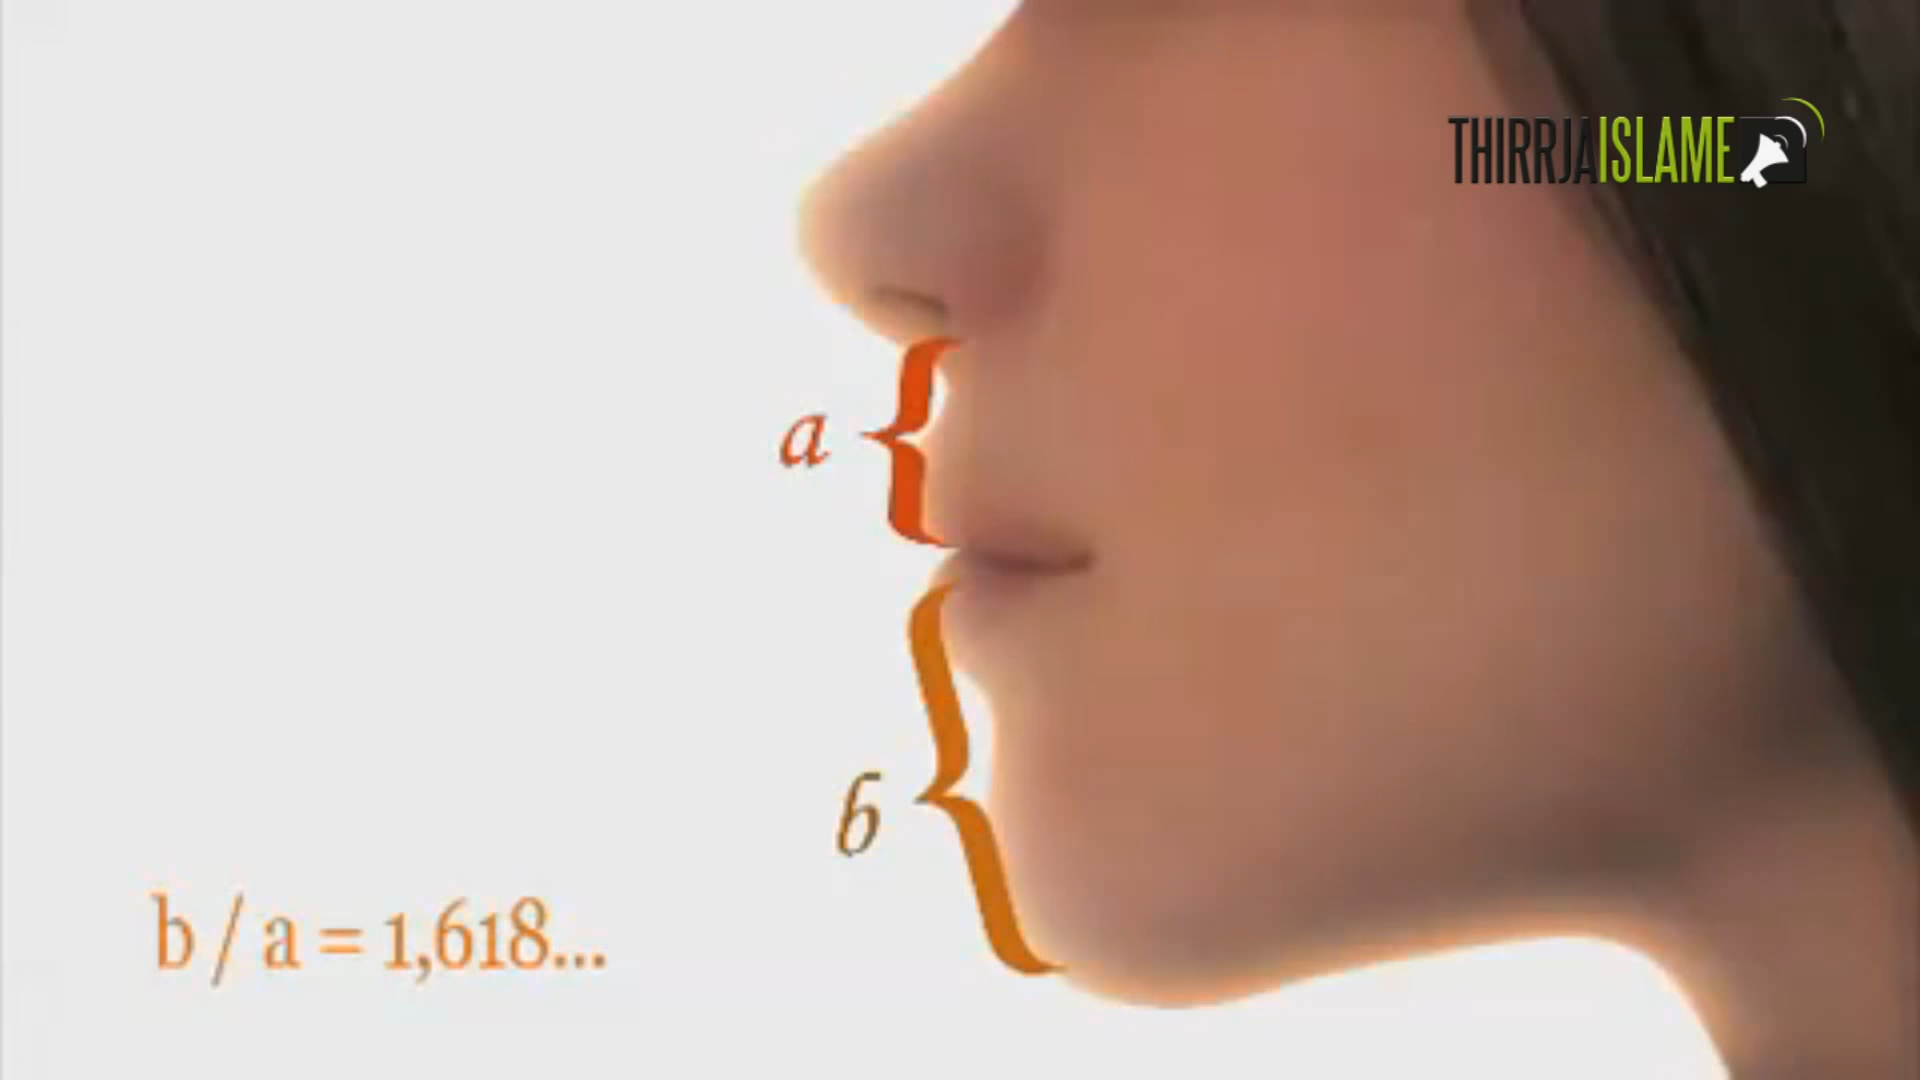 THIRRJAISLAME
a
б
b / a = 1,618...